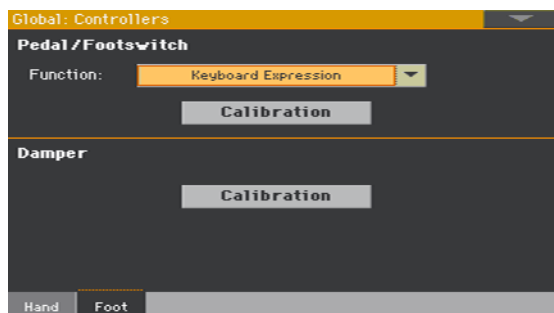 Global: Controllers
Pedal/Footswitch
Function: Keyboard Expression
Calibration
Damper
Calibration
Hand Foot